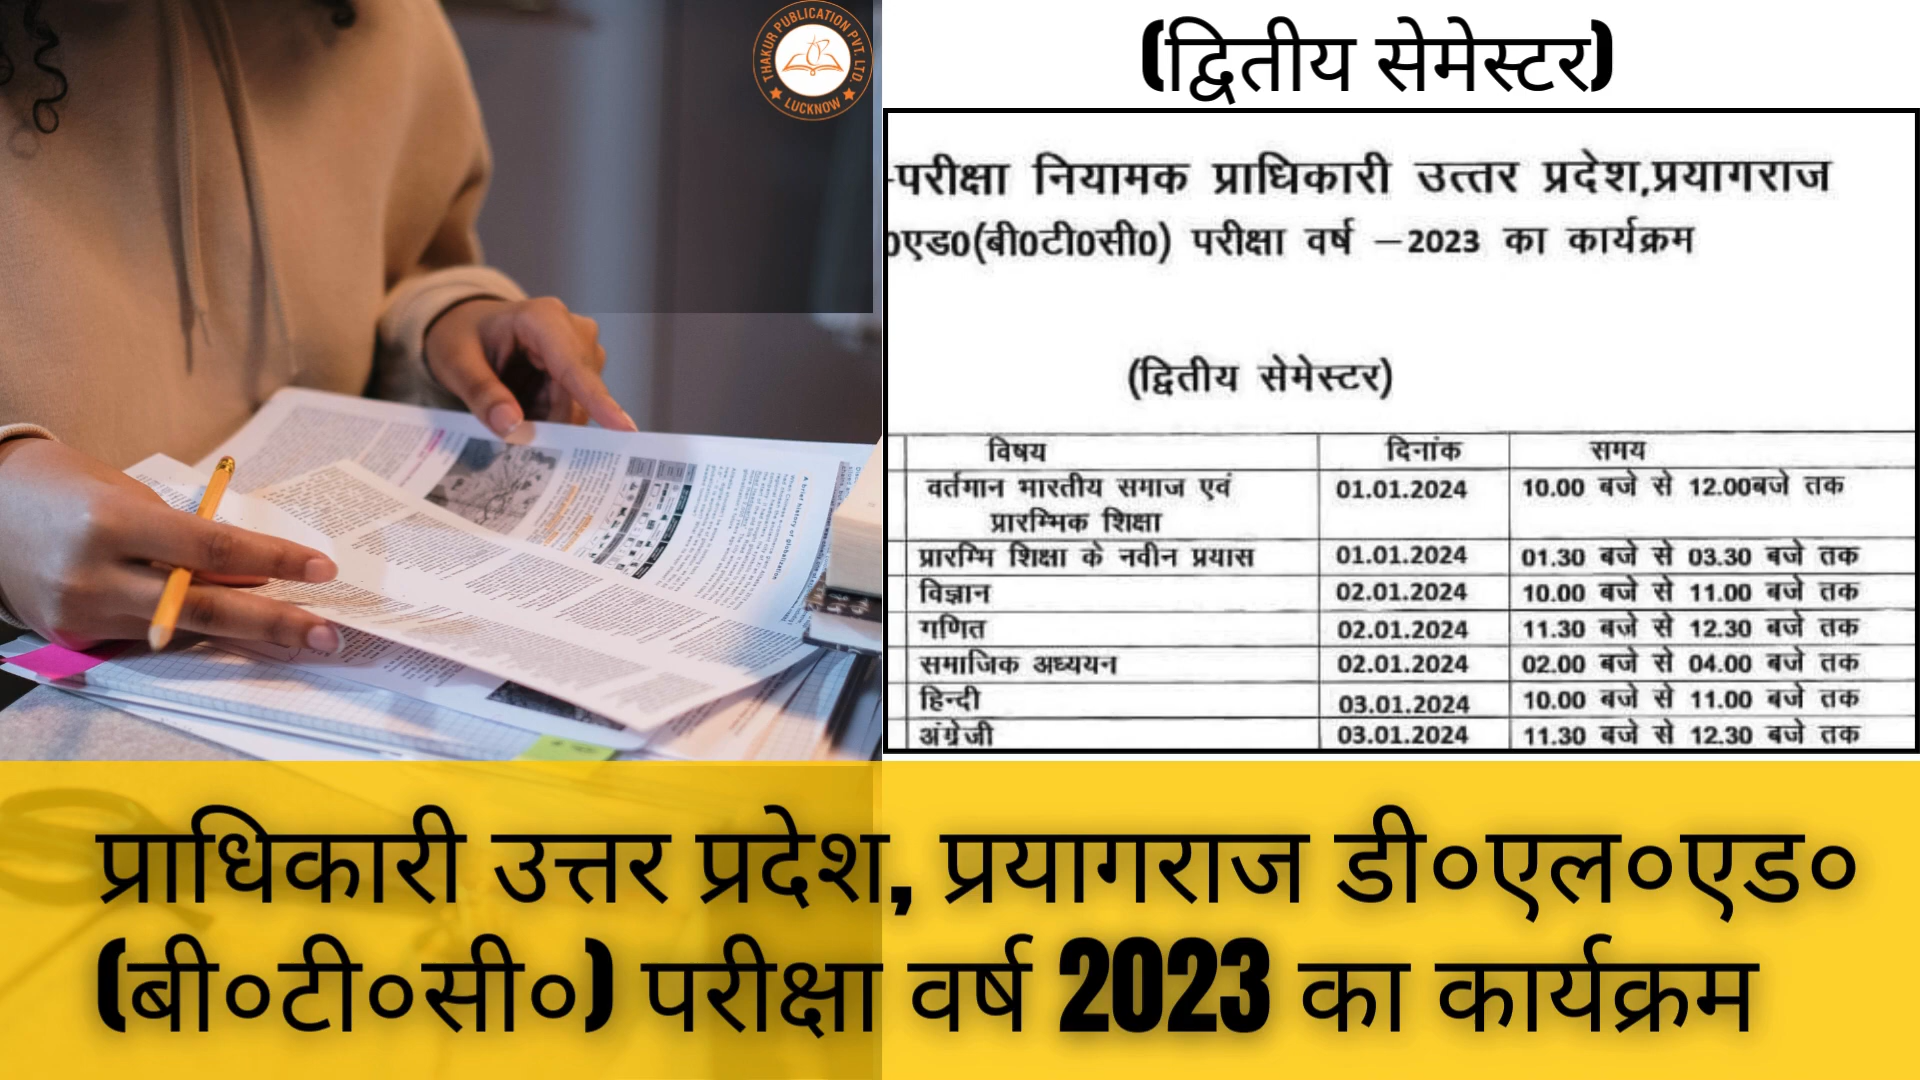 THAKUR PUBLICATION PVT. LTD.
LUCKNOW
A brief history of globalization
(द्वितीय सेमेस्टर)
-परीक्षा नियामक प्राधिकारी उत्तर प्रदेश,प्रयागराज
0एड0(बी0टी0सी0) परीक्षा वर्ष –2023 का कार्यक्रम
(द्वितीय सेमेस्टर)
विषय दिनांक समय
वर्तमान भारतीय समाज एवं 01.01.2024 10.00 बजे से 12.00बजे तक
प्रारम्भिक शिक्षा
प्रारम्भि शिक्षा के नवीन प्रयास 01.01.2024 01.30 बजे से 03.30 बजे तक
विज्ञान 02.01.2024 10.00 बजे से 11.00 बजे तक
गणित 02.01.2024 11.30 बजे से 12.30 बजे तक
समाजिक अध्ययन 02.01.2024 02.00 बजे से 04.00 बजे तक
हिन्दी 03.01.2024 10.00 बजे से 11.00 बजे तक
अंग्रेजी 03.01.2024 11.30 बजे से 12.30 बजे तक
प्राधिकारी उत्तर प्रदेश, प्रयागराज डी०एल०एड०
(बी०टी०सी०) परीक्षा वर्ष 2023 का कार्यक्रम